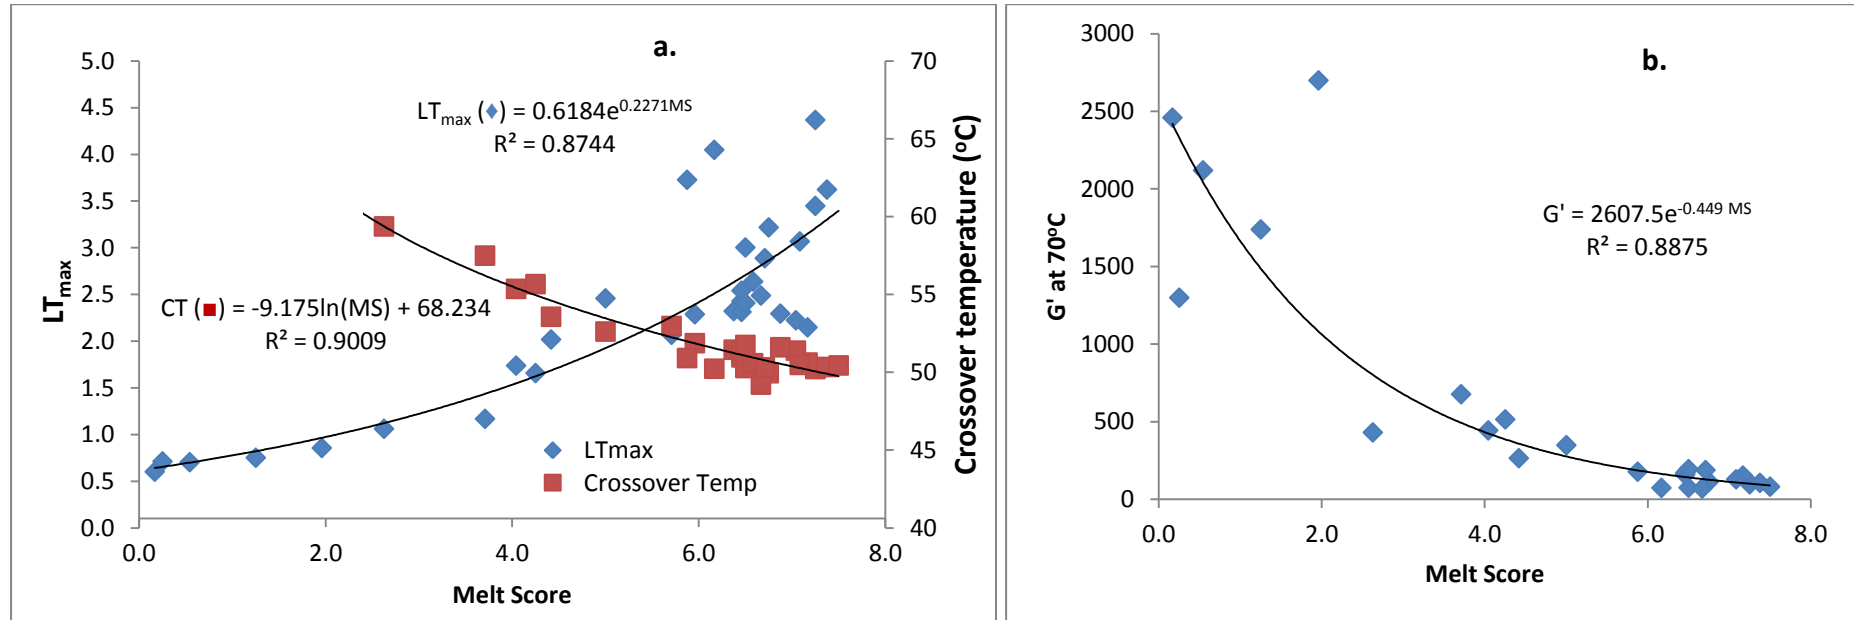 a.
5.0
4.5
4.0
3.5
3.0
2.5
2.0
1.5
1.0
0.5
0.0
LTmax
LTmax (♦) = 0.6184e^0.2271MS
R² = 0.8744
CT (■) = -9.175ln(MS) + 68.234
R² = 0.9009
LTmax
Crossover Temp
70
65
60
55
50
45
40
Crossover temperature (ºC)
0.0 2.0 4.0 6.0 8.0
Melt Score
b.
3000
2500
2000
1500
1000
500
0
G' at 70ºC
G' = 2607.5e^-0.449 MS
R² = 0.8875
0.0 2.0 4.0 6.0 8.0
Melt Score